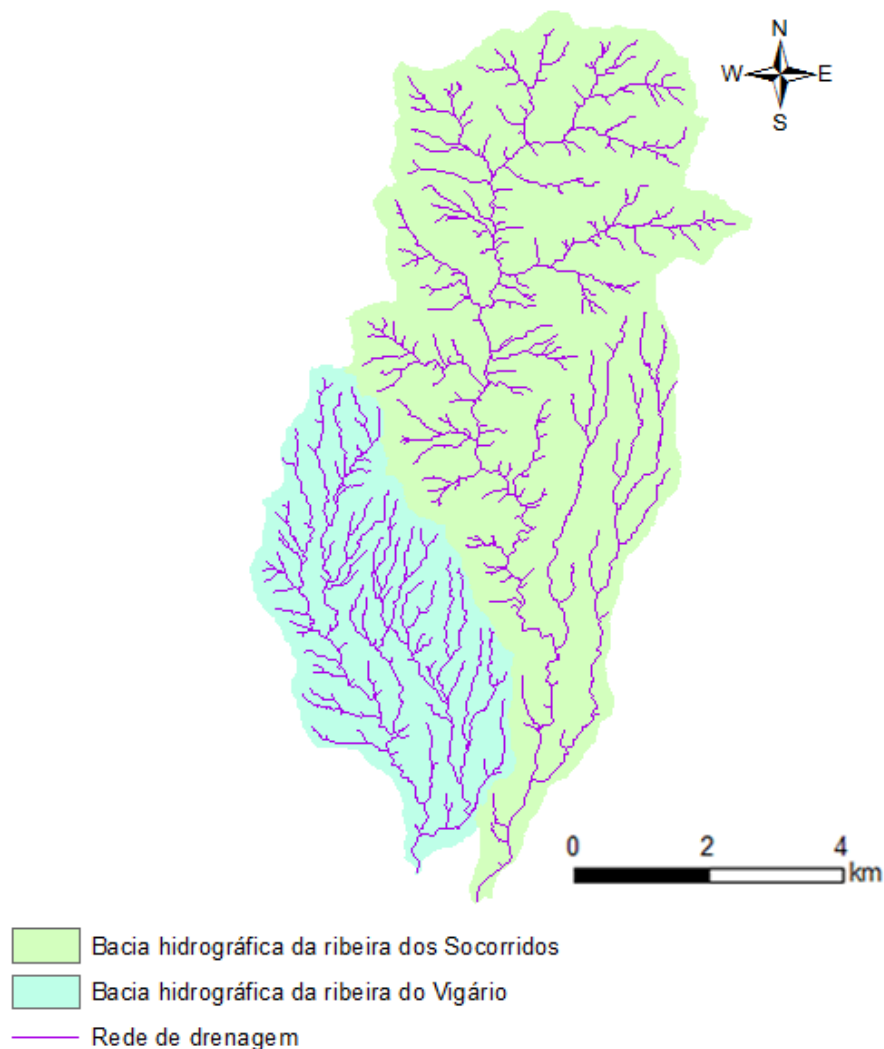 N
W E
S
0 2 4
km
Bacia hidrográfica da ribeira dos Socorridos
Bacia hidrográfica da ribeira do Vigário
Rede de drenagem